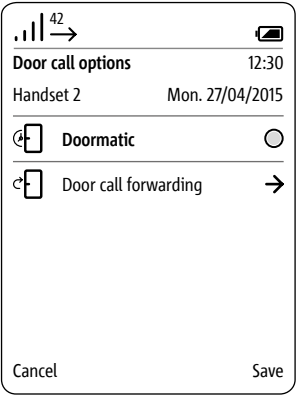 42
Door call options 12:30
Handset 2 Mon. 27/04/2015
Doormatic
Door call forwarding
Cancel Save